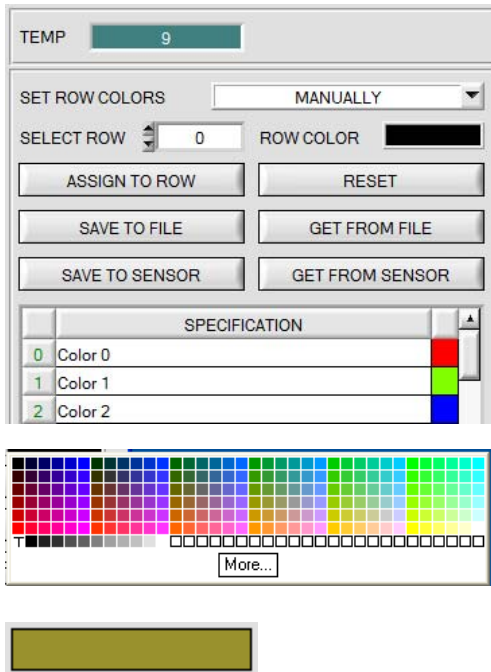 TEMP 9
SET ROW COLORS MANUALLY
SELECT ROW 0 ROW COLOR
ASSIGN TO ROW RESET
SAVE TO FILE GET FROM FILE
SAVE TO SENSOR GET FROM SENSOR
SPECIFICATION
0 Color 0
1 Color 1
2 Color 2
T
More...